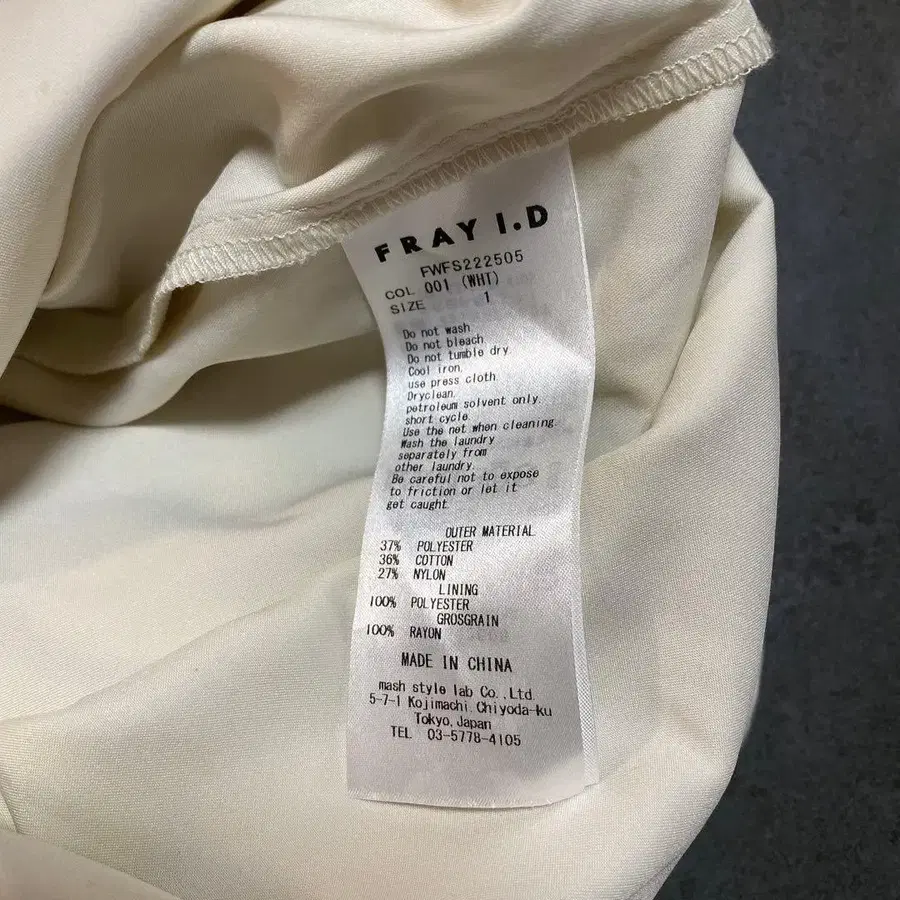 FRAY I.D
FWFS222505
COL 001 (WHT)
SIZE 1
Do not wash
Do not bleach.
Do not tumble dry
Cool iron.
use press cloth.
Dryclean.
petroleum solvent only.
short cycle.
Use the net when cleaning.
Wash the laundry
separately from
other laundry.
Be careful not to expose
to friction or let it
get caught.
OUTER MATERIAL
37% POLYESTER
36% COTTON
27% NYLON
LINING
100% POLYESTER
GROSGRAIN
100% RAYON
MADE IN CHINA
mash style lab Co.,Ltd.
5-7-1 Kojimachi.Chiyoda-ku
Tokyo.Japan
TEL 03-5778-4105